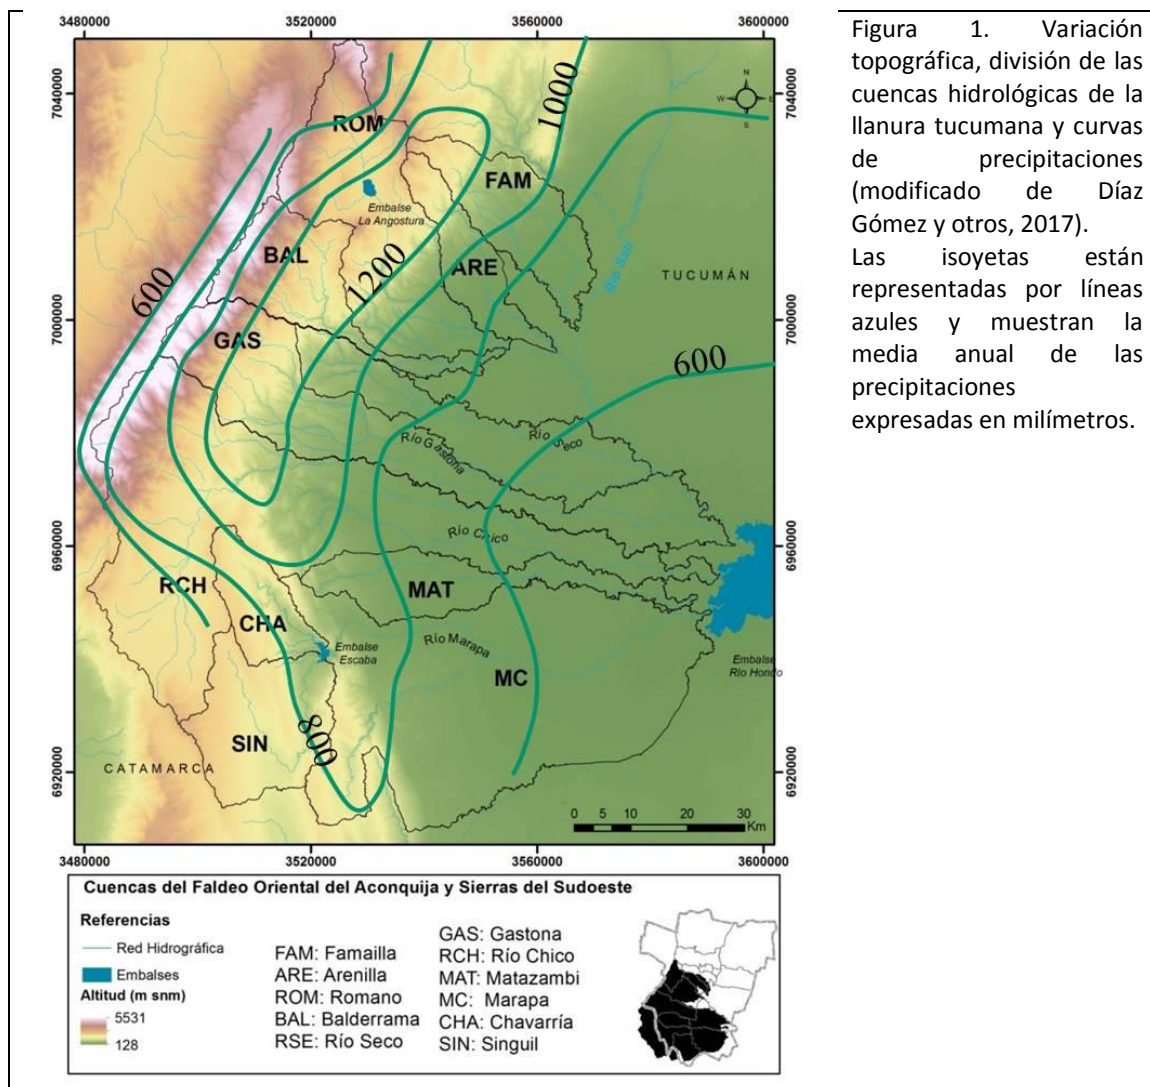 3480000 3520000 3560000 3600000
7040000 7040000
7000000 7000000
6960000 6960000
6920000 6920000
N
W E
S
1000
ROM
FAM
Embalse
La Angostura
BAL
ARE
Río Salí
TUCUMÁN
600
1200
GAS
600
Río Gastona
Río Seco
Río Chico
RCH
MAT
CHA
Embalse
Escaba
Río Marapa
MC
Embalse
Río Hondo
800
SIN
CATAMARCA
0 5 10 20 30
Km
3480000 3520000 3560000 3600000
Cuencas del Faldeo Oriental del Aconquija y Sierras del Sudoeste
Referencias
Red Hidrográfica
Embalses
Altitud (m snm)
5531
128
FAM: Famailla
ARE: Arenilla
ROM: Romano
BAL: Balderrama
RSE: Río Seco
GAS: Gastona
RCH: Río Chico
MAT: Matazambi
MC: Marapa
CHA: Chavarría
SIN: Singuil
Figura 1. Variación
topográfica, división de las
cuencas hidrológicas de la
llanura tucumana y curvas
de precipitaciones
(modificado de Díaz
Gómez y otros, 2017).
Las isoyetas están
representadas por líneas
azules y muestran la
media anual de las
precipitaciones
expresadas en milímetros.